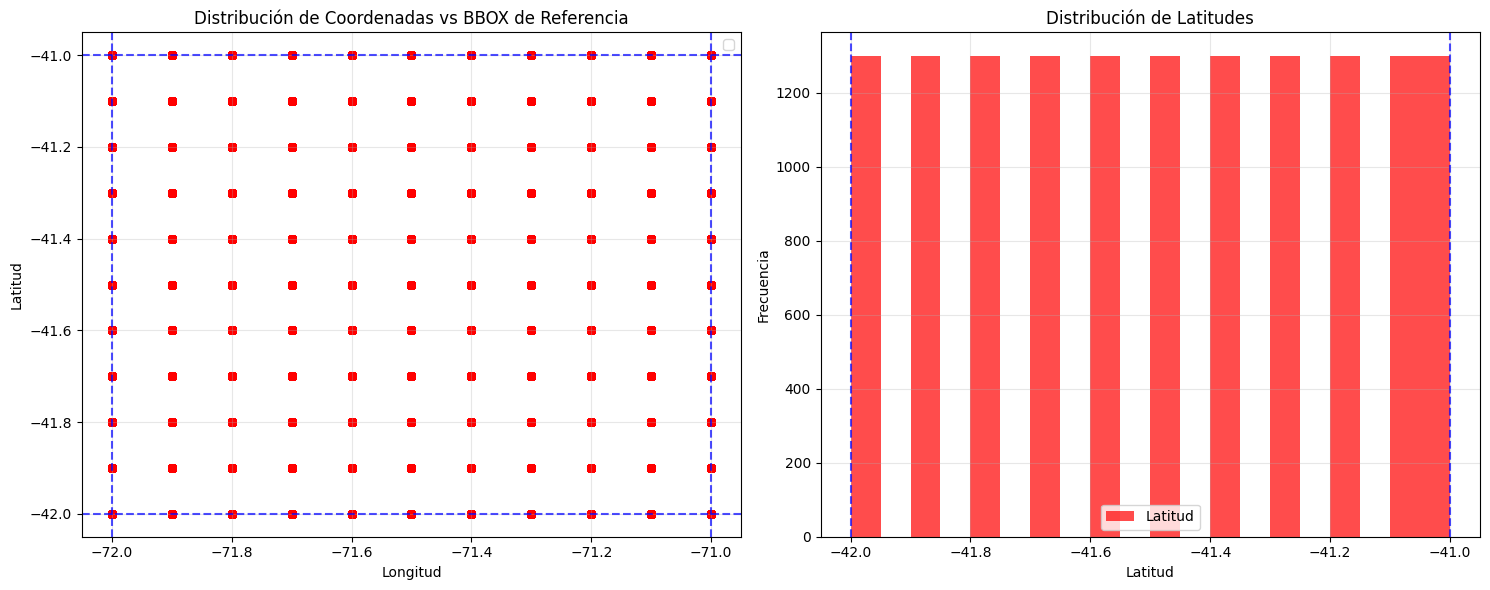 Distribución de Coordenadas vs BBOX de Referencia
−41.0
−41.2
−41.4
−41.6
−41.8
−42.0
Latitud
−72.0 −71.8 −71.6 −71.4 −71.2 −71.0
Longitud
Distribución de Latitudes
1200
1000
800
600
400
200
0
Frecuencia
Latitud
−42.0 −41.8 −41.6 −41.4 −41.2 −41.0
Latitud